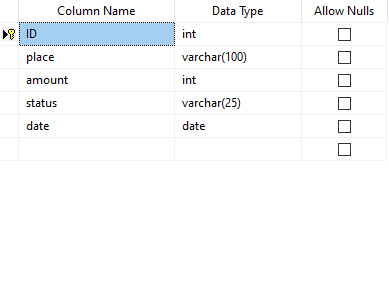 Column Name Data Type Allow Nulls
ID int
place varchar(100)
amount int
status varchar(25)
date date